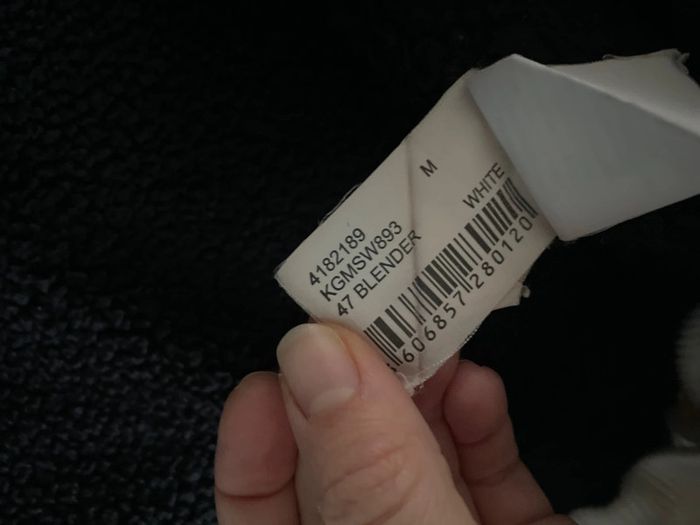 M
4182189
KGMSW893
47 BLENDER WHITE
606857280120